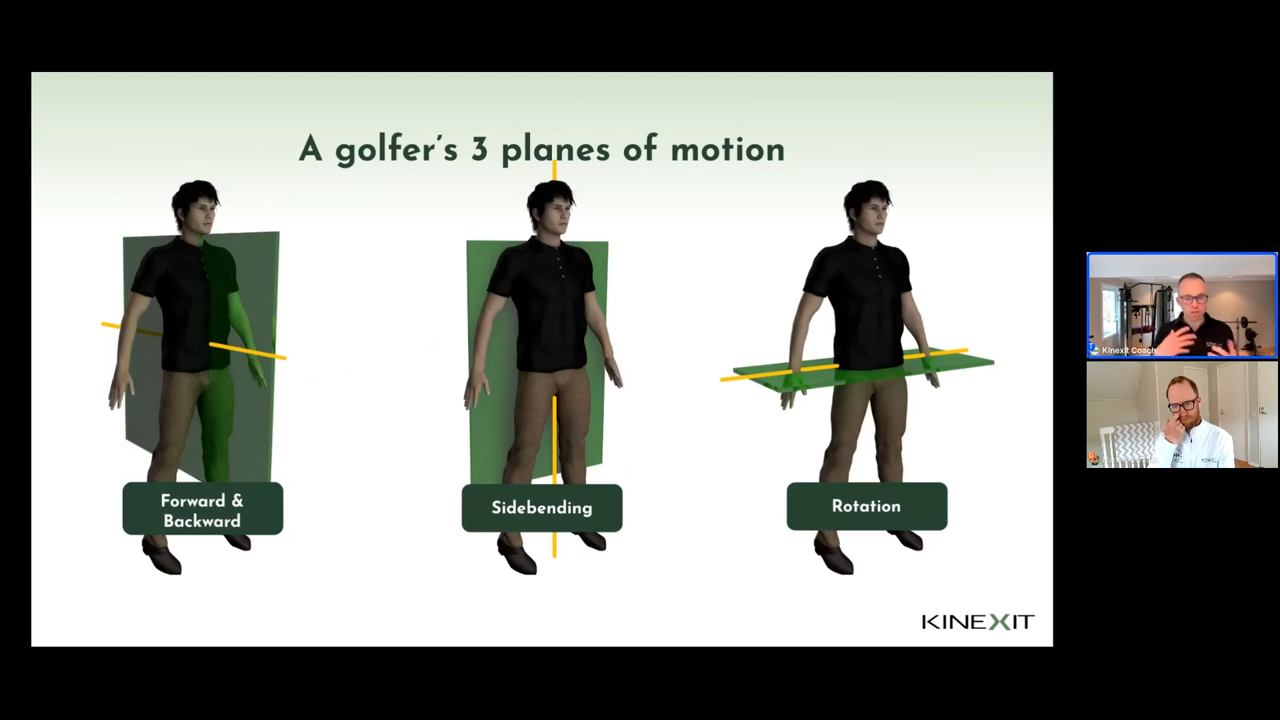 A golfer's 3 planes of motion
Forward &
Backward
Sidebending
Rotation
KINEXIT
Kinexit Coach